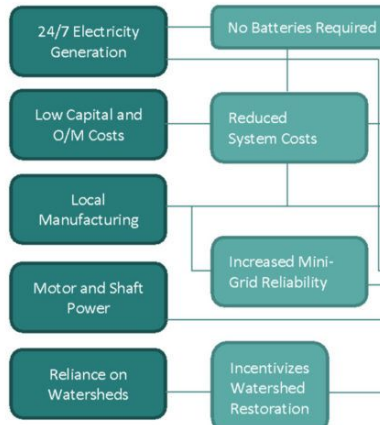 24/7 Electricity
Generation
No Batteries Required
Low Capital and
O/M Costs
Reduced
System Costs
Local
Manufacturing
Increased Mini-
Grid Reliability
Motor and Shaft
Power
Reliance on
Watersheds
Incentivizes
Watershed
Restoration